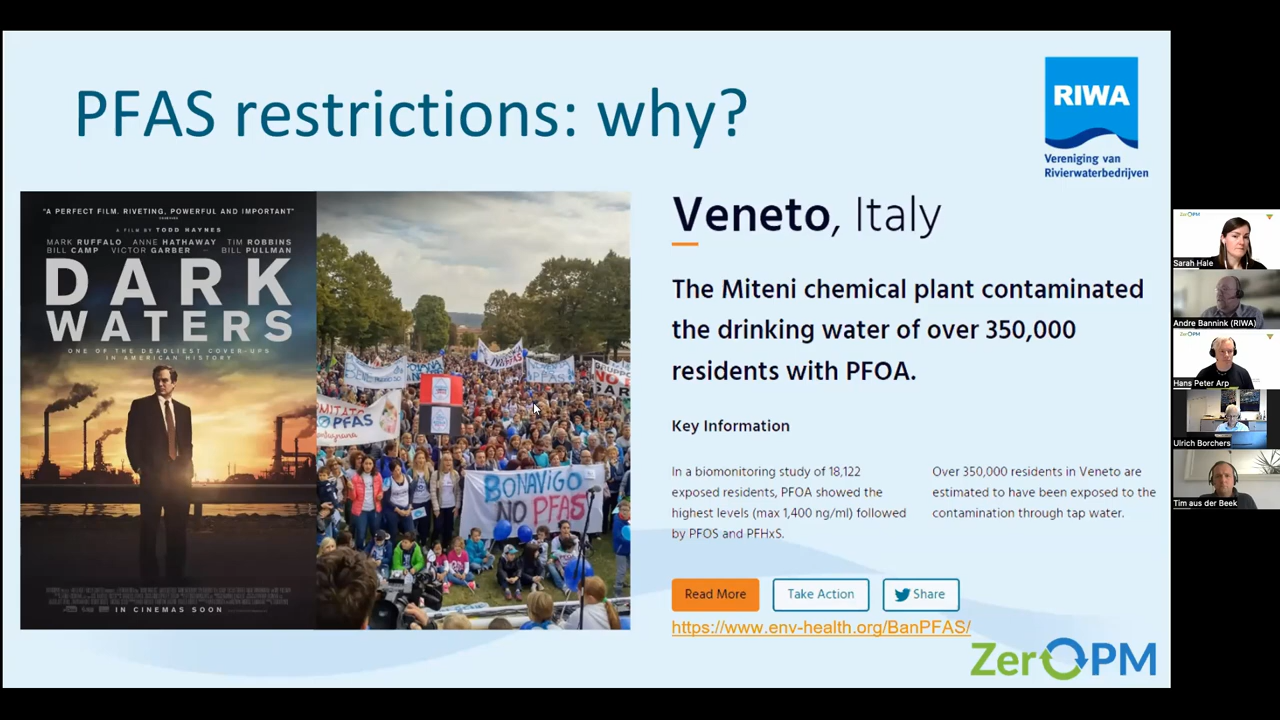 PFAS restrictions: why?
RIWA
Vereniging van
Rivierwaterbedrijven
"A PERFECT FILM. RIVETING, POWERFUL AND IMPORTANT"
A FILM BY TODD HAYNES
MARK RUFFALO ANNE HATHAWAY TIM ROBBINS
BILL CAMP VICTOR GARBER BILL PULLMAN
DARK
WATERS
ONE OF THE DEADLIEST COVER-UPS
IN AMERICAN HISTORY
IN CINEMAS SOON
PFAS
BONAVIGO
NO PFAS
Veneto, Italy
The Miteni chemical plant contaminated
the drinking water of over 350,000
residents with PFOA.
Key Information
In a biomonitoring study of 18,122
exposed residents, PFOA showed the
highest levels (max 1,400 ng/ml) followed
by PFOS and PFHxS.
Over 350,000 residents in Veneto are
estimated to have been exposed to the
contamination through tap water.
Read More
Take Action
Share
https://www.env-health.org/BanPFAS/
ZeroPM
Sarah Hale
Andre Bannink (RIWA)
Hans Peter Arp
Ulrich Borchers
Tim aus der Beek